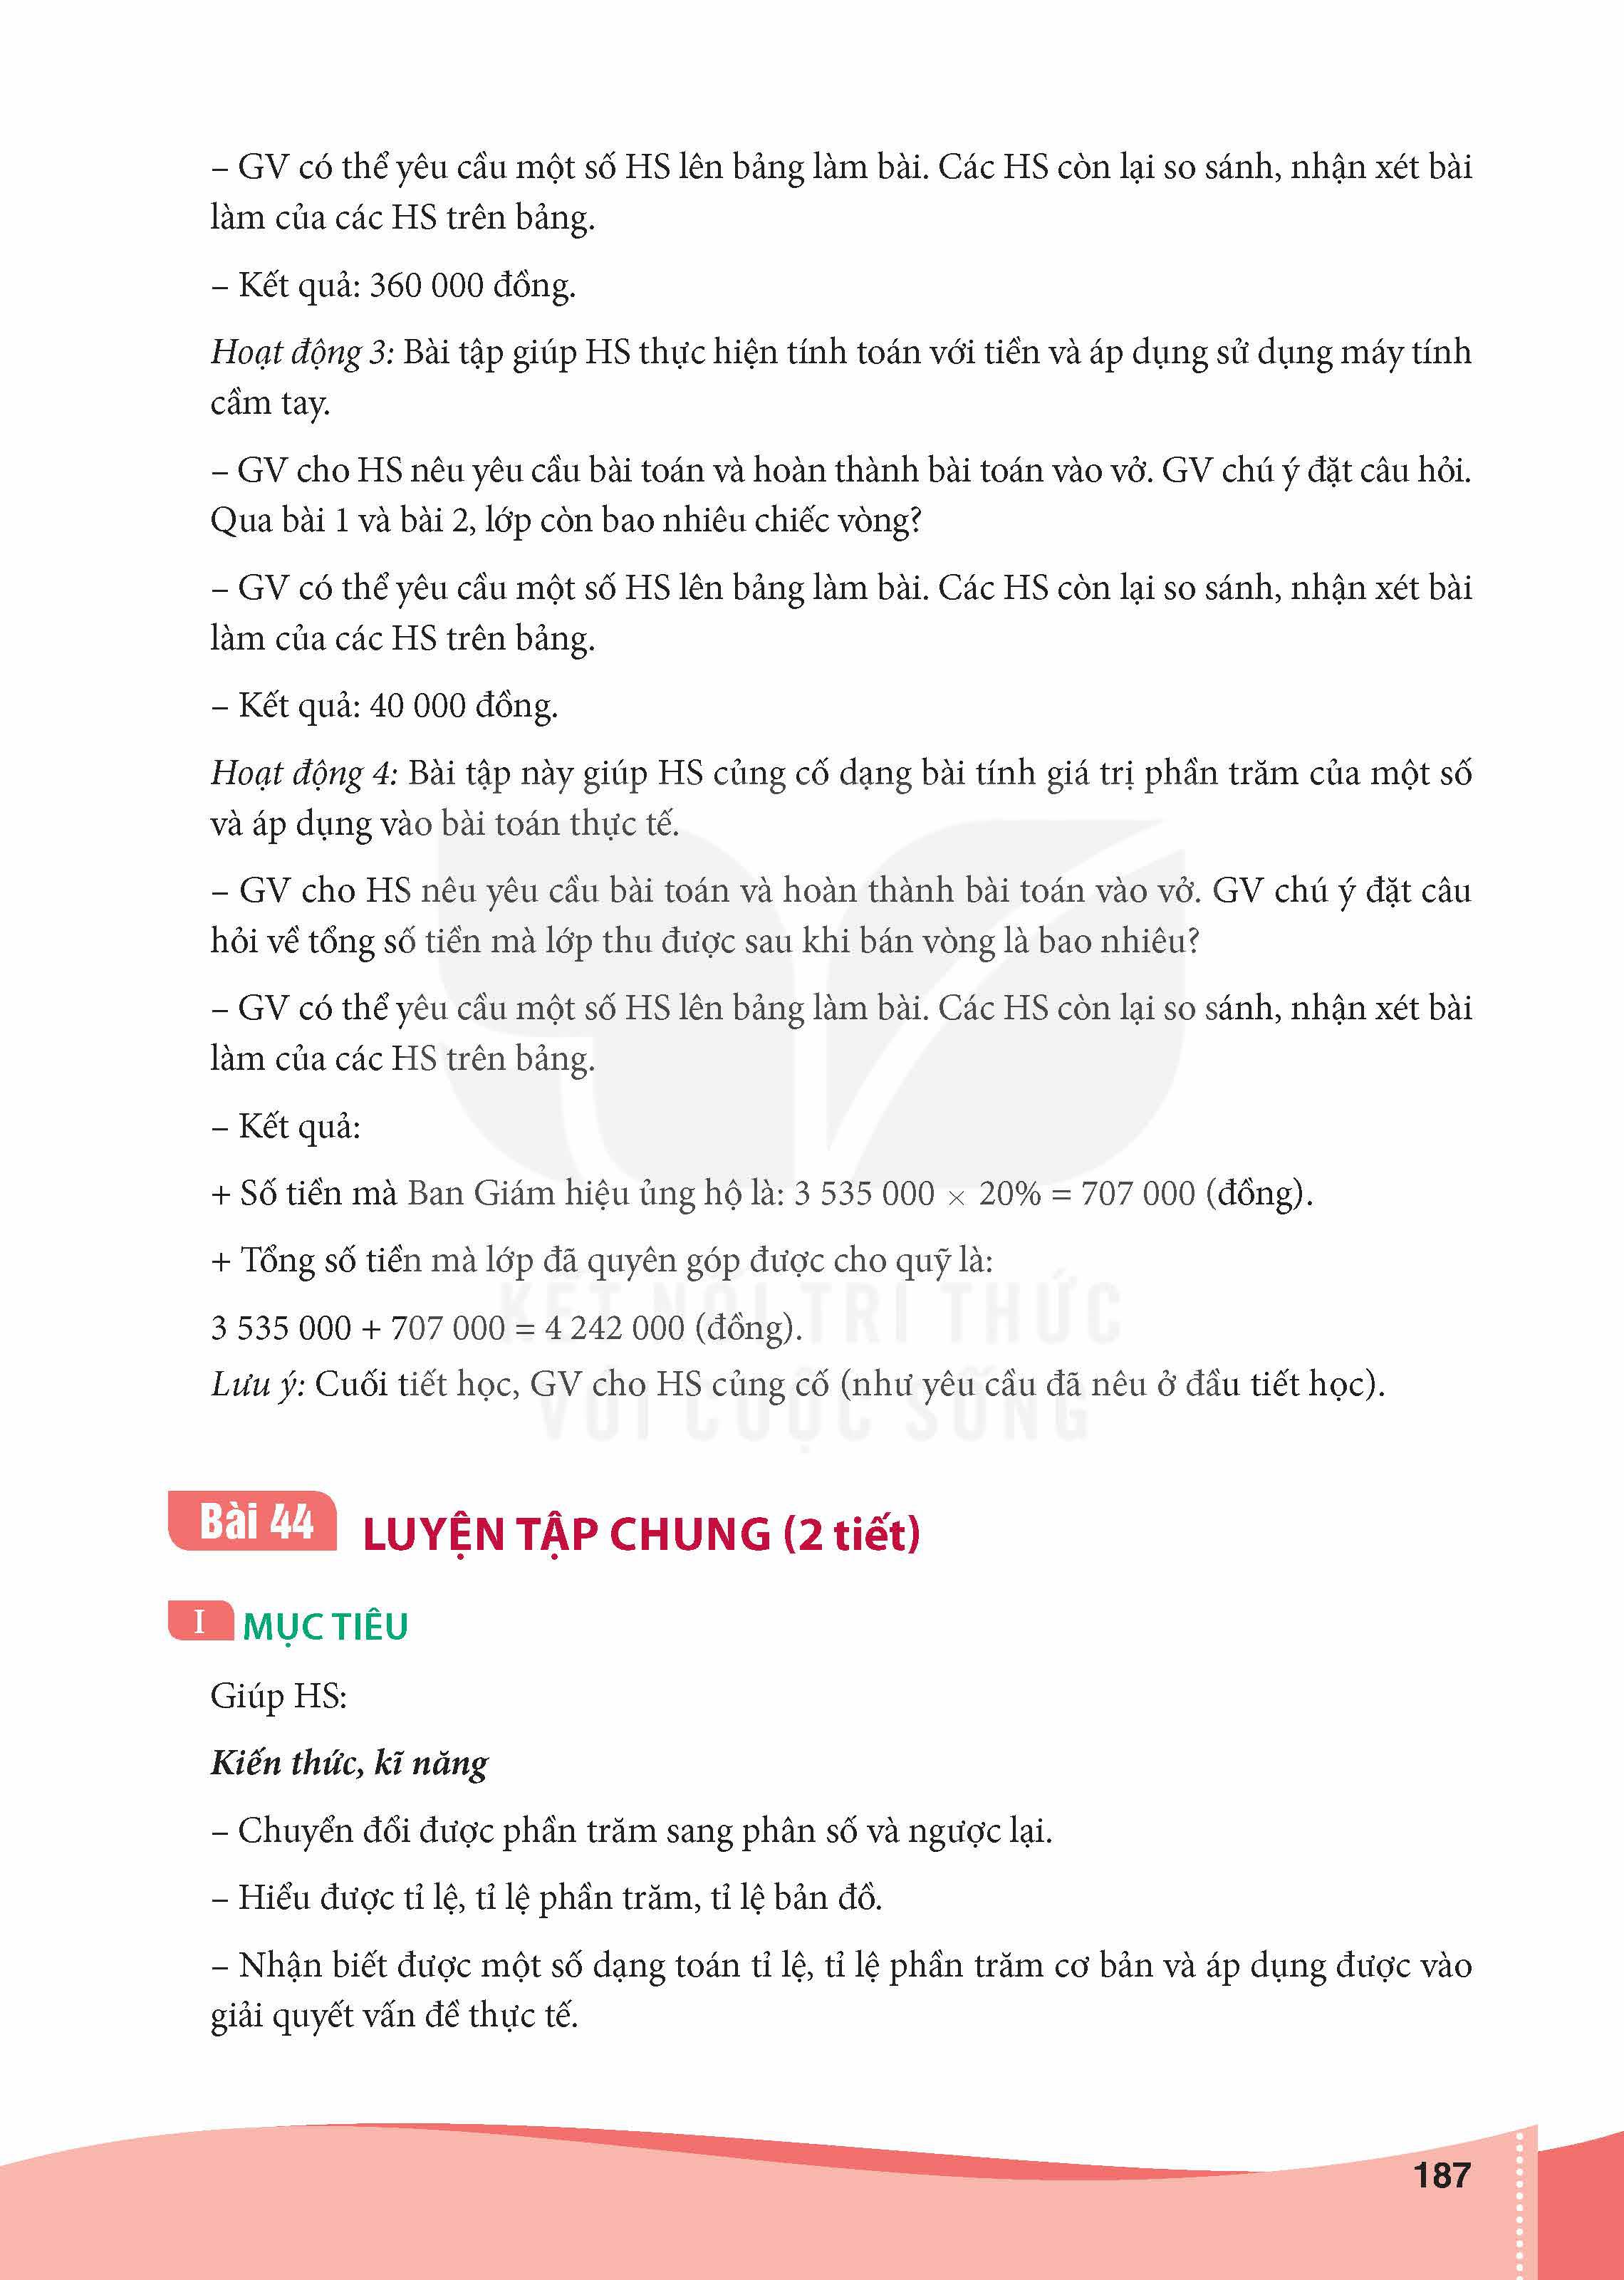 – GV có thể yêu cầu một số HS lên bảng làm bài. Các HS còn lại so sánh, nhận xét bài
làm của các HS trên bảng.
– Kết quả: 360 000 đồng.
Hoạt động 3: Bài tập giúp HS thực hiện tính toán với tiền và áp dụng sử dụng máy tính
cầm tay.
– GV cho HS nêu yêu cầu bài toán và hoàn thành bài toán vào vở. GV chú ý đặt câu hỏi.
Qua bài 1 và bài 2, lớp còn bao nhiêu chiếc vòng?
– GV có thể yêu cầu một số HS lên bảng làm bài. Các HS còn lại so sánh, nhận xét bài
làm của các HS trên bảng.
– Kết quả: 40 000 đồng.
Hoạt động 4: Bài tập này giúp HS củng cố dạng bài tính giá trị phần trăm của một số
và áp dụng vào bài toán thực tế.
– GV cho HS nêu yêu cầu bài toán và hoàn thành bài toán vào vở. GV chú ý đặt câu
hỏi về tổng số tiền mà lớp thu được sau khi bán vòng là bao nhiêu?
– GV có thể yêu cầu một số HS lên bảng làm bài. Các HS còn lại so sánh, nhận xét bài
làm của các HS trên bảng.
– Kết quả:
+ Số tiền mà Ban Giám hiệu ủng hộ là: 3 535 000 × 20% = 707 000 (đồng).
+ Tổng số tiền mà lớp đã quyên góp được cho quỹ là:
KẾT NỐI TRI THỨC
3 535 000 + 707 000 = 4 242 000 (đồng).
Lưu ý: Cuối tiết học, GV cho HS củng cố (như yêu cầu đã nêu ở đầu tiết học).
VỚI CUỘC SỐNG
Bài 44 LUYỆN TẬP CHUNG (2 tiết)
I MỤC TIÊU
Giúp HS:
Kiến thức, kĩ năng
– Chuyển đổi được phần trăm sang phân số và ngược lại.
– Hiểu được tỉ lệ, tỉ lệ phần trăm, tỉ lệ bản đồ.
– Nhận biết được một số dạng toán tỉ lệ, tỉ lệ phần trăm cơ bản và áp dụng được vào
giải quyết vấn đề thực tế.
187